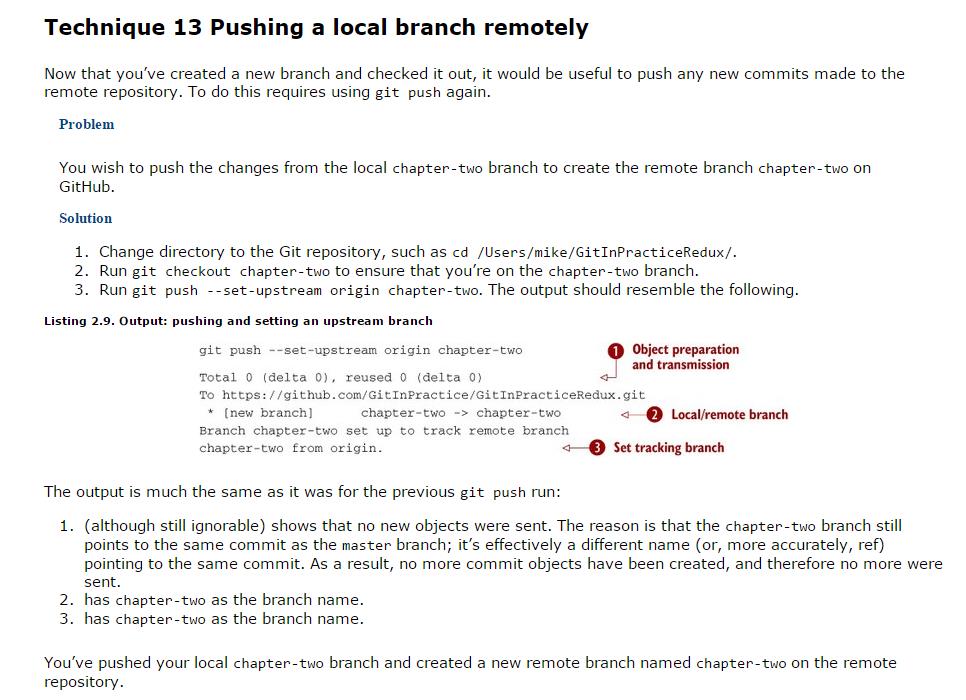 Technique 13 Pushing a local branch remotely
Now that you've created a new branch and checked it out, it would be useful to push any new commits made to the
remote repository. To do this requires using git push again.
Problem
You wish to push the changes from the local chapter-two branch to create the remote branch chapter-two on
GitHub.
Solution
1. Change directory to the Git repository, such as cd /Users/mike/GitInPracticeRedux/.
2. Run git checkout chapter-two to ensure that you're on the chapter-two branch.
3. Run git push --set-upstream origin chapter-two. The output should resemble the following.
Listing 2.9. Output: pushing and setting an upstream branch
git push --set-upstream origin chapter-two
1 Object preparation
and transmission
Total 0 (delta 0), reused 0 (delta 0)
To https://github.com/GitInPractice/GitInPracticeRedux.git
* [new branch] chapter-two -> chapter-two
2 Local/remote branch
Branch chapter-two set up to track remote branch
chapter-two from origin.
3 Set tracking branch
The output is much the same as it was for the previous git push run:
1. (although still ignorable) shows that no new objects were sent. The reason is that the chapter-two branch still
points to the same commit as the master branch; it's effectively a different name (or, more accurately, ref)
pointing to the same commit. As a result, no more commit objects have been created, and therefore no more were
sent.
2. has chapter-two as the branch name.
3. has chapter-two as the branch name.
You've pushed your local chapter-two branch and created a new remote branch named chapter-two on the remote
repository.